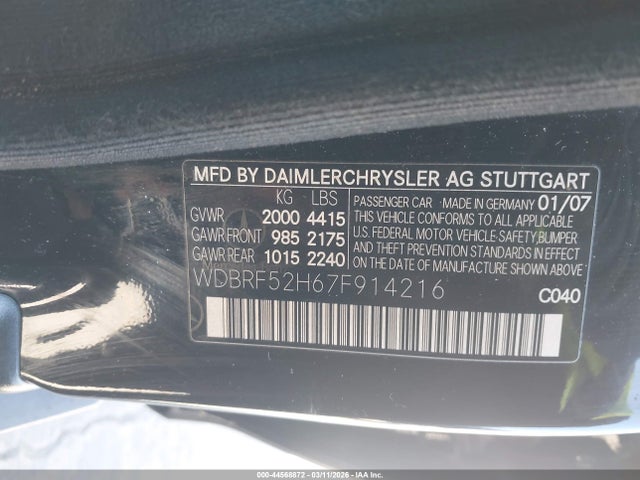 MFD BY DAIMLERCHRYSLER AG STUTTGART
KG LBS
GVWR 2000 4415
GAWR FRONT 985 2175
GAWR REAR 1015 2240
PASSENGER CAR - MADE IN GERMANY 01/07
THIS VEHICLE CONFORMS TO ALL APPLICABLE
U.S. FEDERAL MOTOR VEHICLE SAFETY, BUMPER
AND THEFT PREVENTION STANDARDS IN EFFECT
ON THE DATE OF MANUFACTURE SHOWN ABOVE.
WDBRF52H67F914216
C040
000-44568872 - 03/11/2026 - IAAI.COM